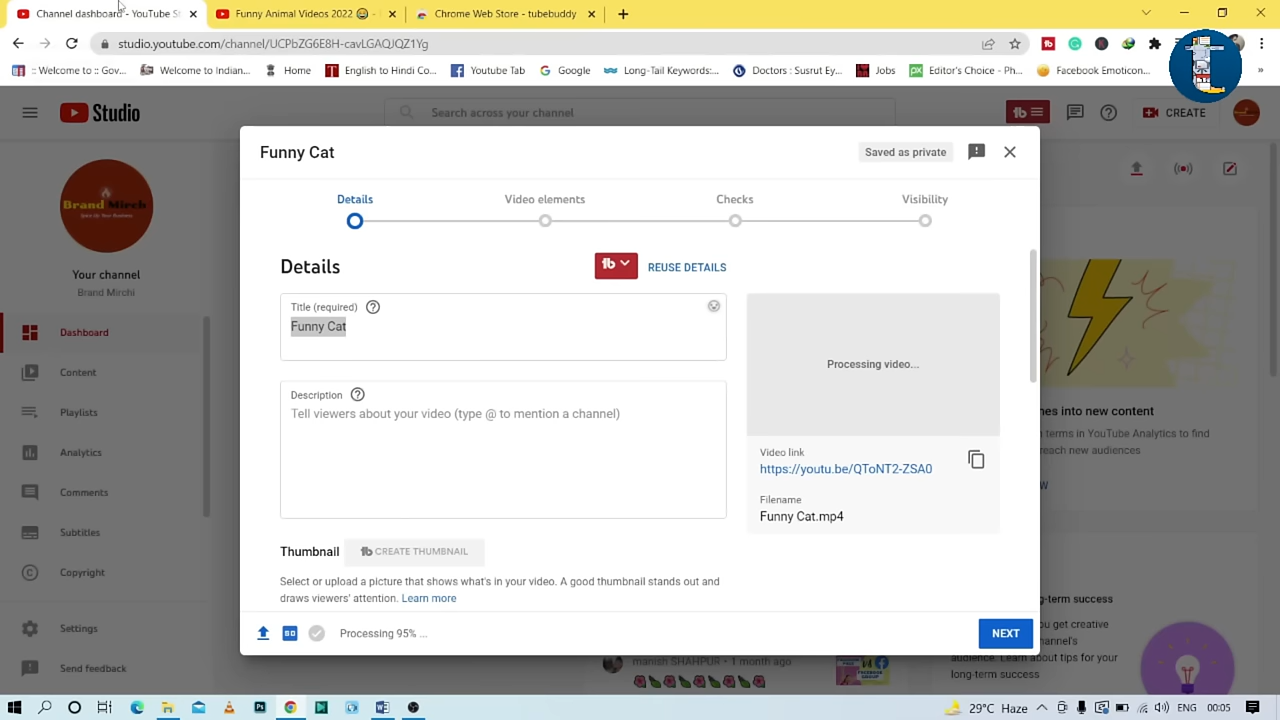 Channel dashboard - YouTube St
Funny Animal Videos 2022
Chrome Web Store - tubebuddy
studio.youtube.com/channel/UCPbZG6E8H-cavLGAQJQZ1Yg
:: Welcome to :: Gov...
Welcome to Indian...
Home
English to Hindi Co...
Youtube Tab
Google
Long-Tail Keywords:...
Doctors : Susrut Ey...
Jobs
Editor's Choice - Ph...
Facebook Emoticon...
»
Studio
Search across your channel
tb
CREATE
Funny Cat
Saved as private
Details
Video elements
Checks
Visibility
Brand Mirchi
Your channel
Brand Mirchi
Dashboard
Content
Playlists
Analytics
Comments
Subtitles
Copyright
Settings
Send feedback
Details
tb
REUSE DETAILS
Title (required)
Funny Cat
Description
Tell viewers about your video (type @ to mention a channel)
Processing video...
Video link
https://youtu.be/QToNT2-ZSA0
Filename
Funny Cat.mp4
Thumbnail
tb CREATE THUMBNAIL
Select or upload a picture that shows what's in your video. A good thumbnail stands out and
draws viewers' attention. Learn more
SD
Processing 95% ...
NEXT
hes into new content
n terms in YouTube Analytics to find
reach new audiences
W
g-term success
you get creative
hannel's
audience. Learn about tips for your
long-term success
manish SHAHPUR • 1 month ago
29°C Haze
ENG
00:05